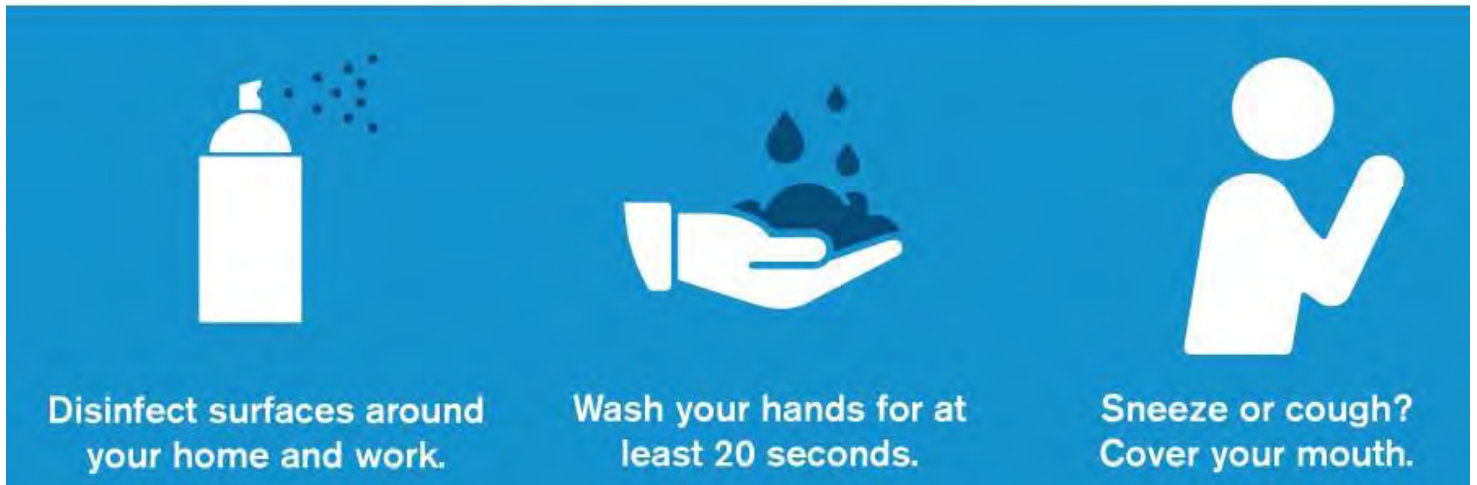 Disinfect surfaces around
your home and work.
Wash your hands for at
least 20 seconds.
Sneeze or cough?
Cover your mouth.